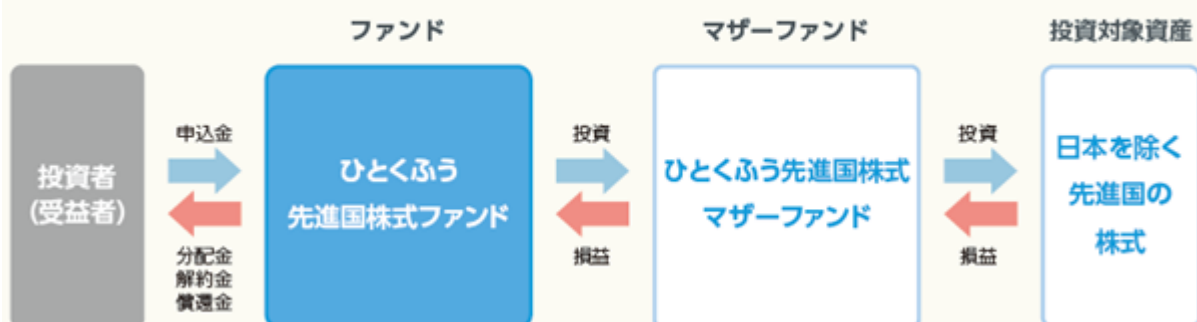 ファンド
マザーファンド
投資対象資産
投資者
(受益者)
申込金
分配金
解約金
償還金
ひとくふう
先進国株式ファンド
投資
損益
ひとくふう先進国株式
マザーファンド
投資
損益
日本を除く
先進国の
株式